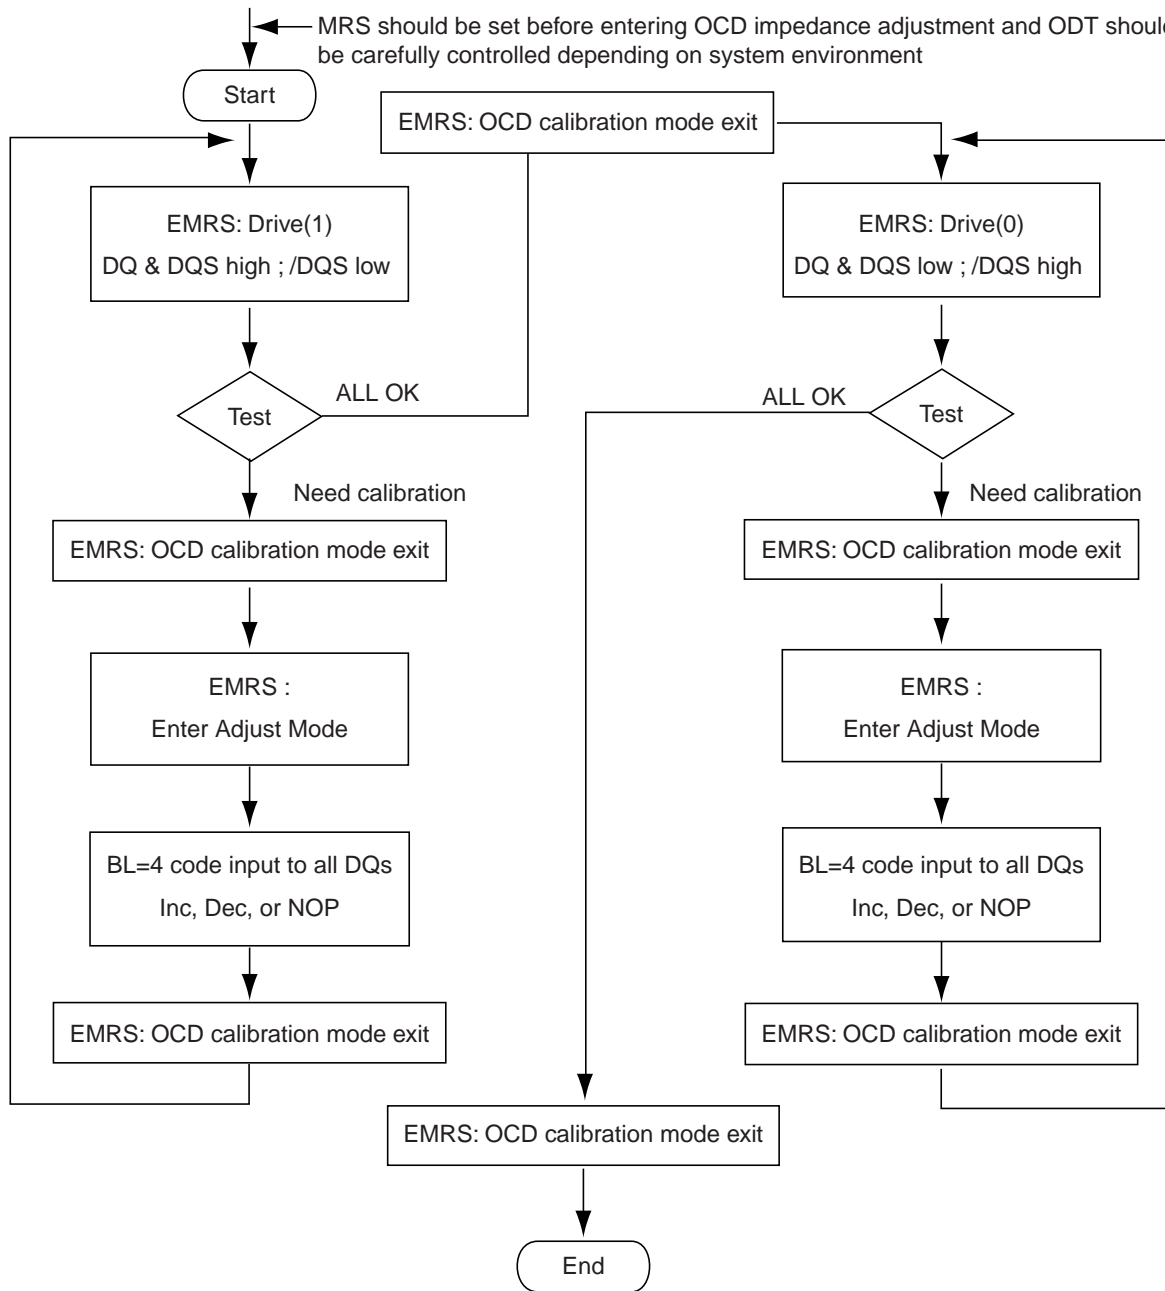 MRS should be set before entering OCD impedance adjustment and ODT should
be carefully controlled depending on system environment
Start
EMRS: OCD calibration mode exit
EMRS: Drive(1)
DQ & DQS high ; /DQS low
EMRS: Drive(0)
DQ & DQS low ; /DQS high
Test
ALL OK
ALL OK
Test
Need calibration
Need calibration
EMRS: OCD calibration mode exit
EMRS: OCD calibration mode exit
EMRS :
Enter Adjust Mode
EMRS :
Enter Adjust Mode
BL=4 code input to all DQs
Inc, Dec, or NOP
BL=4 code input to all DQs
Inc, Dec, or NOP
EMRS: OCD calibration mode exit
EMRS: OCD calibration mode exit
EMRS: OCD calibration mode exit
End